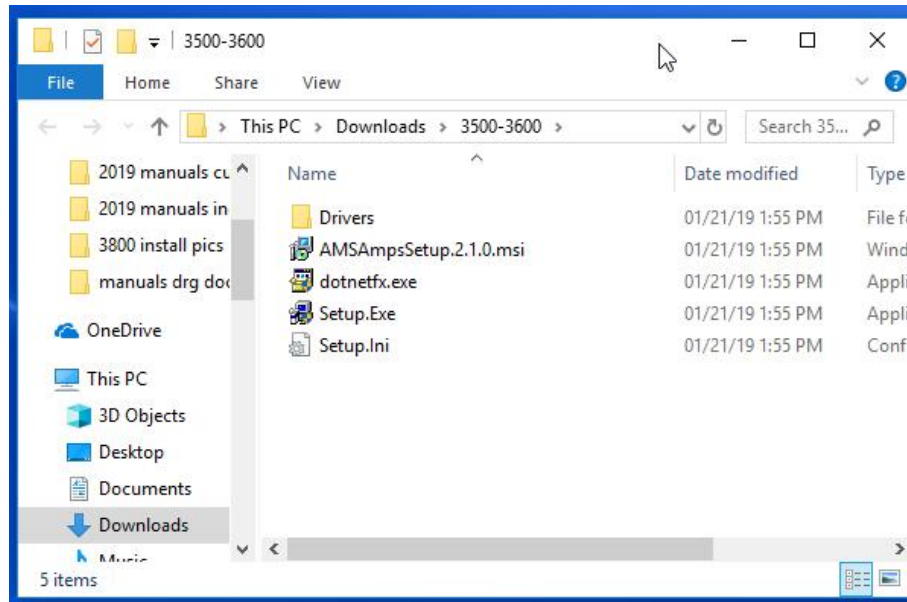 3500-3600
File Home Share View
This PC > Downloads > 3500-3600 > Search 35...
2019 manuals cu
2019 manuals in
3800 install pics
manuals drg doc
OneDrive
This PC
3D Objects
Desktop
Documents
Downloads
Music
Name Date modified Type
Drivers 01/21/19 1:55 PM File f
AMSAmpsSetup.2.1.0.msi 01/21/19 1:55 PM Wind
dotnetfx.exe 01/21/19 1:55 PM Appli
Setup.Exe 01/21/19 1:55 PM Appli
Setup.Ini 01/21/19 1:55 PM Conf
5 items